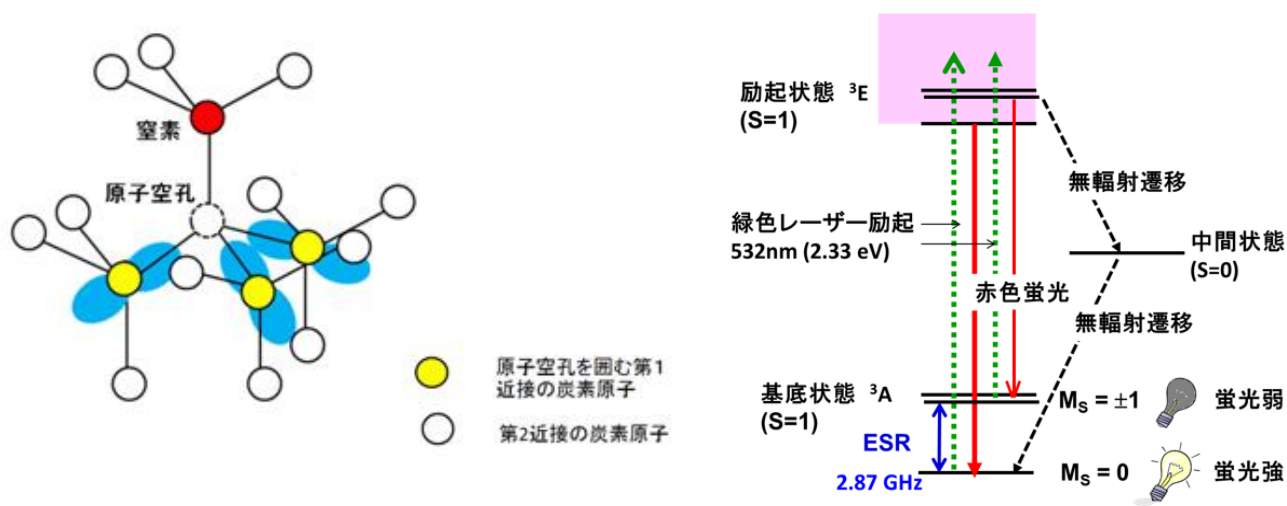 窒素
原子空孔
原子空孔を囲む第1
近接の炭素原子
第2近接の炭素原子
励起状態 ³E
(S=1)
無輻射遷移
緑色レーザー励起
532nm (2.33 eV)
中間状態
(S=0)
赤色蛍光
無輻射遷移
基底状態 ³A
(S=1)
Mₛ = ±1
蛍光弱
ESR
2.87 GHz
Mₛ = 0
蛍光強